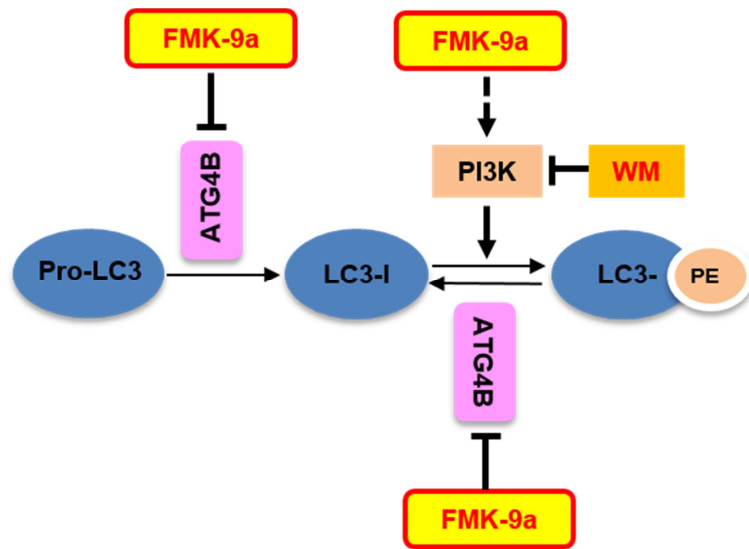 FMK-9a
FMK-9a
ATG4B
PI3K
WM
Pro-LC3
LC3-I
LC3-
PE
ATG4B
FMK-9a